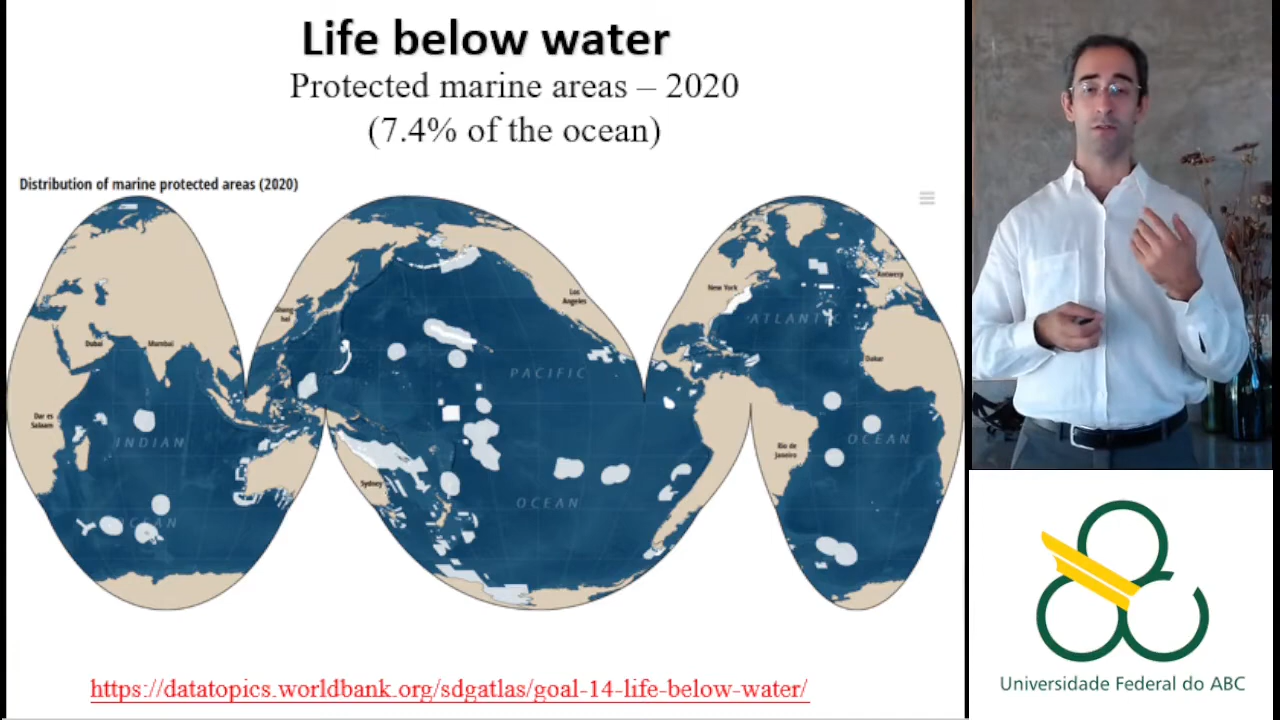 Life below water
Protected marine areas – 2020
(7.4% of the ocean)
Distribution of marine protected areas (2020)
Los
Angeles
New York
Antwerp
ATLANTIC
Shang
hai
Dubai
Mumbai
Dakar
PACIFIC
Dar es
Salaam
INDIAN
OCEAN
Rio de
Janeiro
Sydney
OCEAN
OCEAN
https://datatopics.worldbank.org/sdgatlas/goal-14-life-below-water/
Universidade Federal do ABC